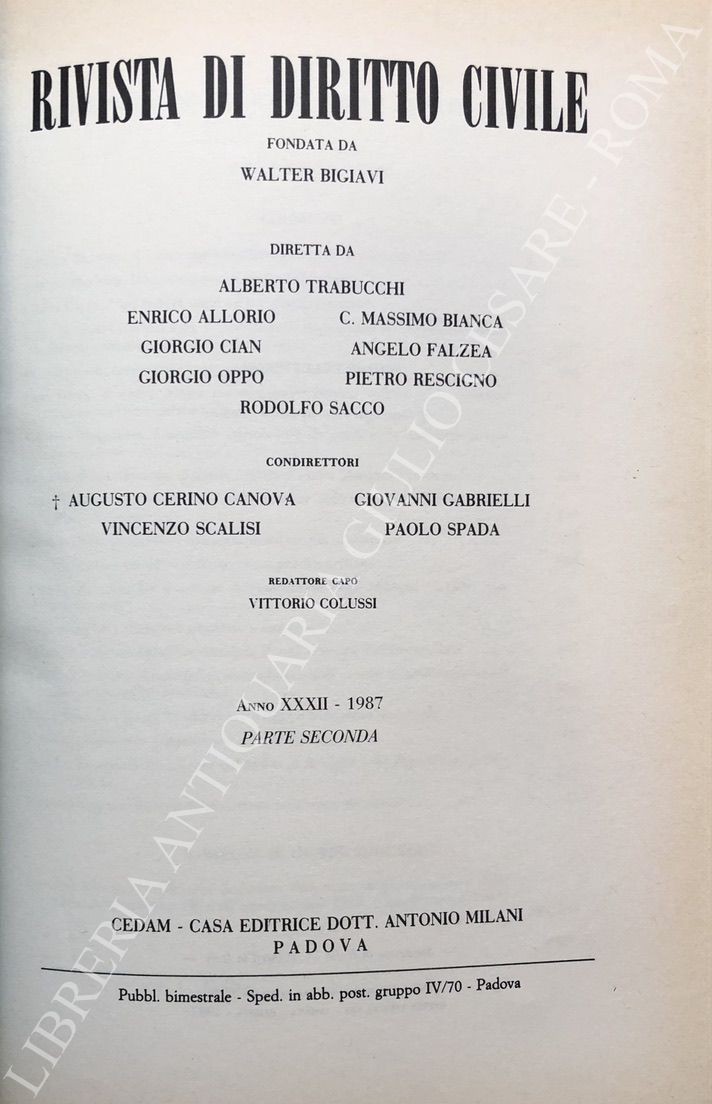 RIVISTA DI DIRITTO CIVILE
FONDATA DA
WALTER BIGIAVI
DIRETTA DA
ALBERTO TRABUCCHI
ENRICO ALLORIO C. MASSIMO BIANCA
GIORGIO CIAN ANGELO FALZEA
GIORGIO OPPO PIETRO RESCIGNO
RODOLFO SACCO
CONDIRETTORI
† AUGUSTO CERINO CANOVA GIOVANNI GABRIELLI
VINCENZO SCALISI PAOLO SPADA
REDATTORE CAPO
VITTORIO COLUSSI
ANNO XXXII - 1987
PARTE SECONDA
CEDAM - CASA EDITRICE DOTT. ANTONIO MILANI
PADOVA
Pubbl. bimestrale - Sped. in abb. post. gruppo IV/70 - Padova
LIBRERIA ANTIQUARIA GIULIO CESARE - ROMA